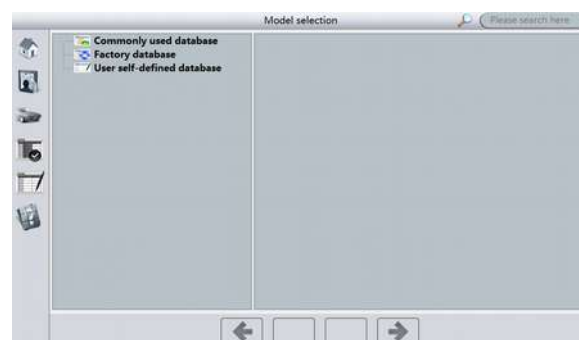 Model selection
Please search here
Commonly used database
Factory database
User self-defined database